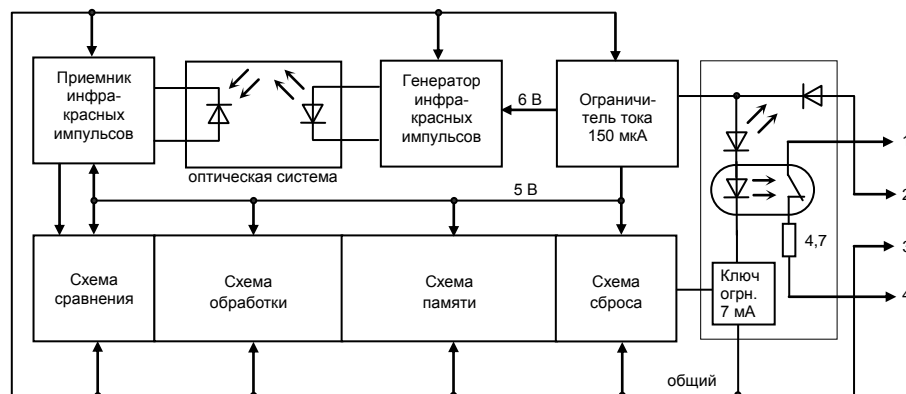 Приемник
инфра-
красных
импульсов
Генератор
инфра-
красных
импульсов
6 В
Ограничи-
тель тока
150 мкА
оптическая система
5 В
1
2
3
4
4,7
Схема
сравнения
Схема
обработки
Схема
памяти
Схема
сброса
Ключ
огрн.
7 мА
общий